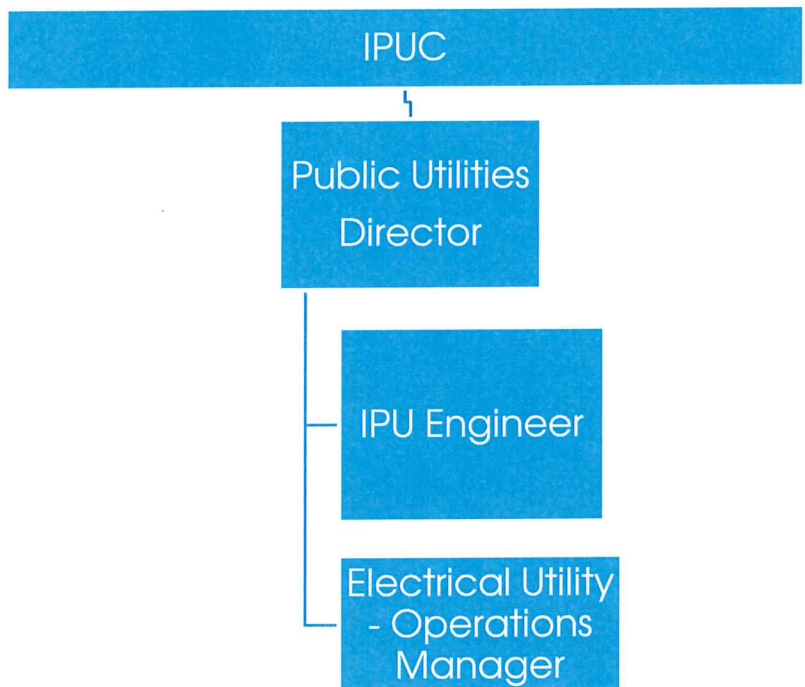 IPUC
Public Utilities
Director
IPU Engineer
Electrical Utility
- Operations
Manager